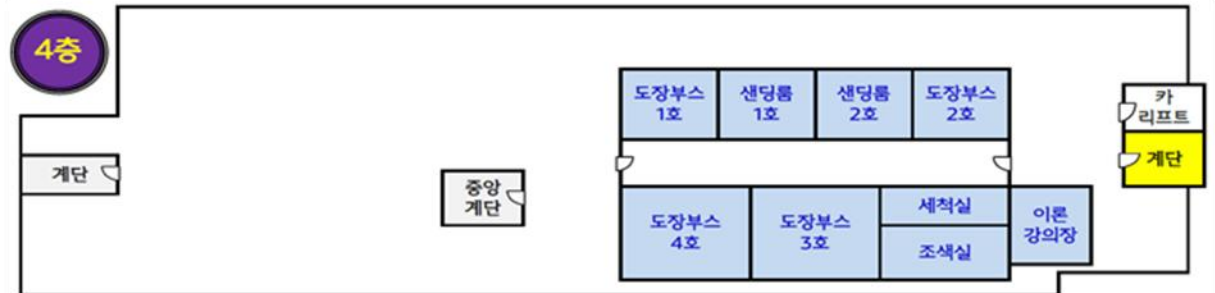 4층
도장부스
1호
샌딩룸
1호
샌딩룸
2호
도장부스
2호
카
리프트
계단
계단
중앙
계단
도장부스
4호
도장부스
3호
세척실
조색실
이론
강의장